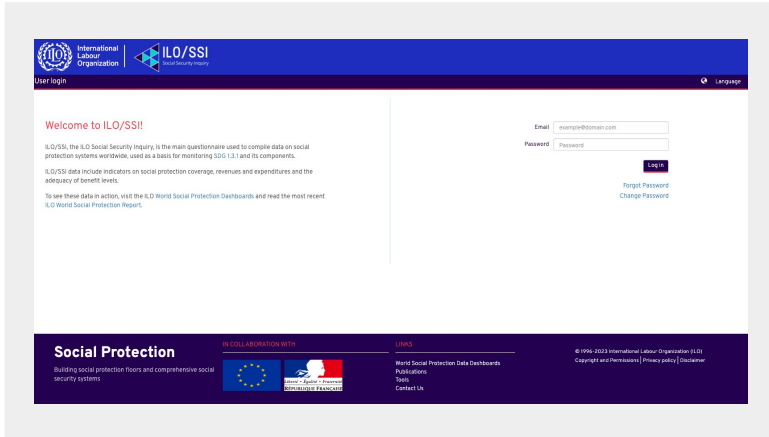 International
Labour
Organization
ILO/SSI
Social Security Inquiry
User login
Language
Welcome to ILO/SSI!
ILO/SSI, the ILO Social Security Inquiry, is the main questionnaire used to compile data on social
protection systems worldwide, used as a basis for monitoring SDG 1.3.1 and its components.
ILO/SSI data include indicators on social protection coverage, revenues and expenditures and the
adequacy of benefit levels.
To see these data in action, visit the ILO World Social Protection Dashboards and read the most recent
ILO World Social Protection Report.
Email
example@domain.com
Password
Password
Log in
Forgot Password
Change Password
Social Protection
Building social protection floors and comprehensive social
security systems
IN COLLABORATION WITH
Liberté • Égalité • Fraternité
RÉPUBLIQUE FRANÇAISE
LINKS
World Social Protection Data Dashboards
Publications
Tools
Contact Us
© 1996-2023 International Labour Organization (ILO)
Copyright and Permissions | Privacy policy | Disclaimer